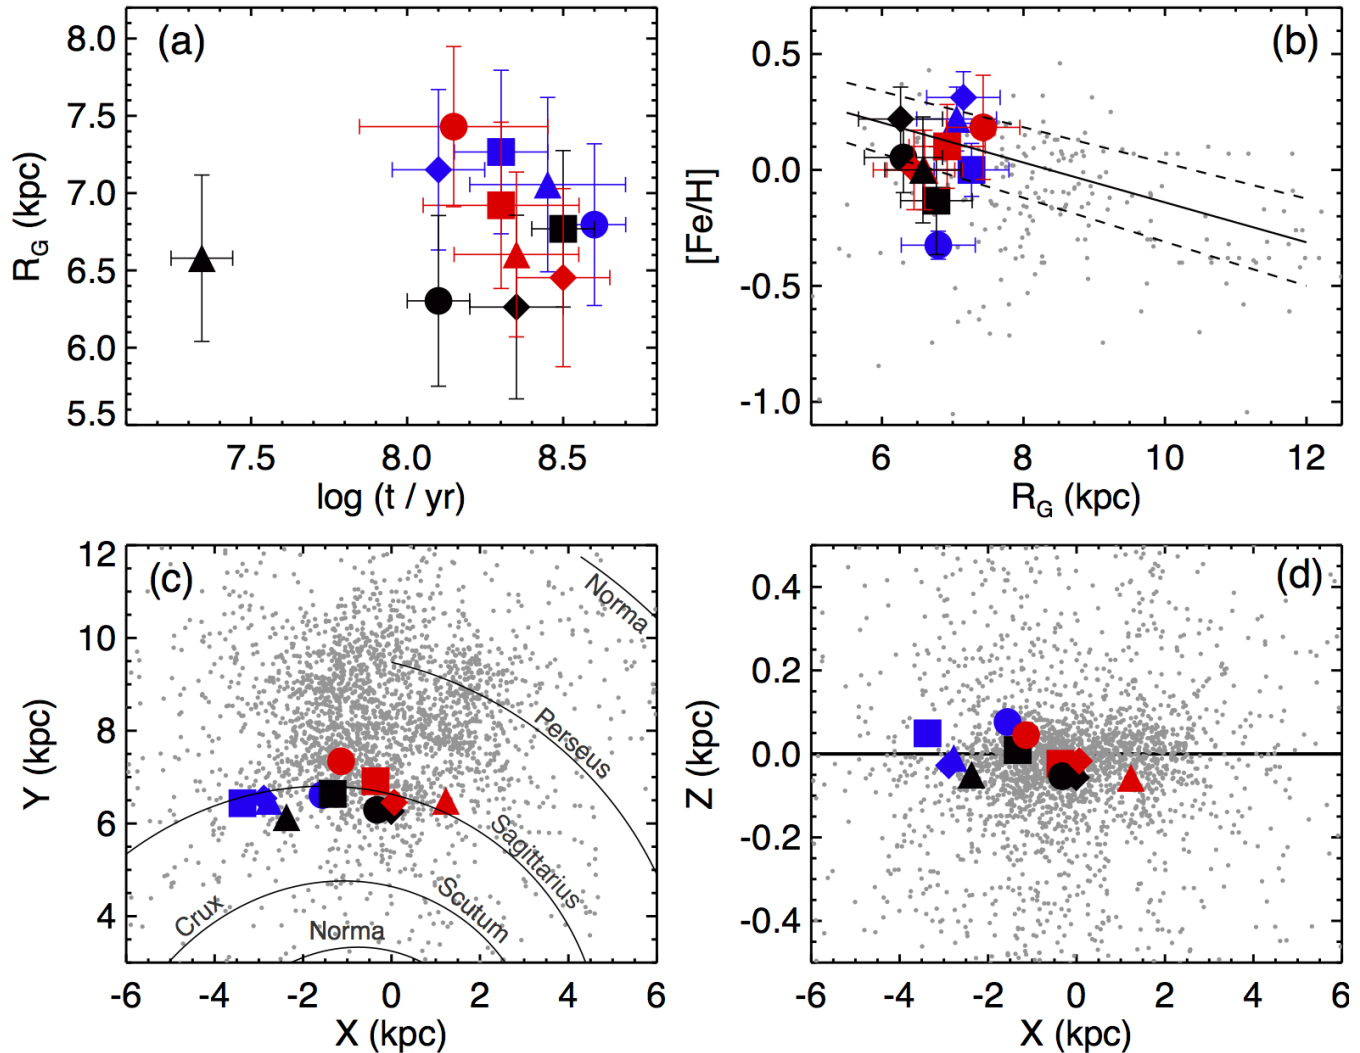 (a)
8.0
7.5
7.0
6.5
6.0
5.5
R_G (kpc)
7.5 8.0 8.5
log (t / yr)
(b)
0.5
0.0
-0.5
-1.0
[Fe/H]
6 8 10 12
R_G (kpc)
(c)
12
10
8
6
4
Y (kpc)
Norma
Perseus
Sagittarius
Scutum
Crux
Norma
-6 -4 -2 0 2 4 6
X (kpc)
(d)
0.4
0.2
0.0
-0.2
-0.4
Z (kpc)
-6 -4 -2 0 2 4 6
X (kpc)